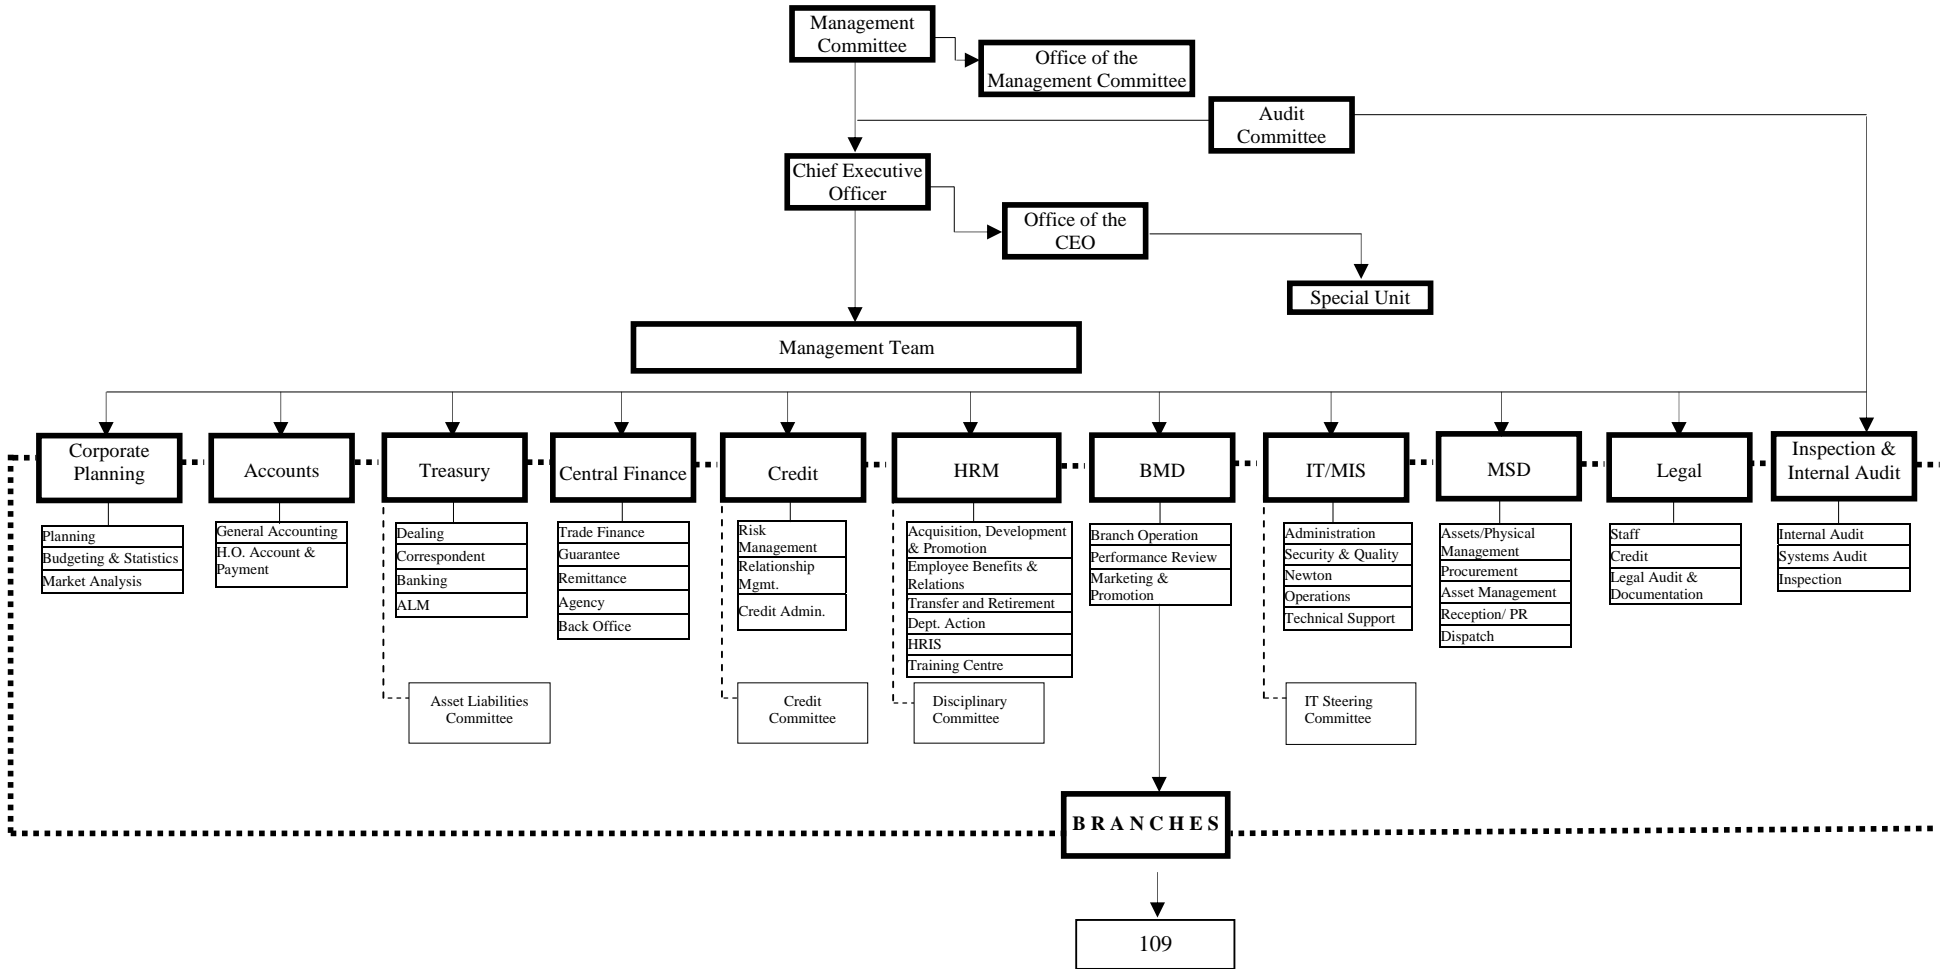 Management
Committee
Office of the
Management Committee
Audit
Committee
Chief Executive
Officer
Office of the
CEO
Special Unit
Management Team
Corporate
Planning
Accounts
Treasury
Central Finance
Credit
HRM
BMD
IT/MIS
MSD
Legal
Inspection &
Internal Audit
Planning
Budgeting & Statistics
Market Analysis
General Accounting
H.O. Account &
Payment
Dealing
Correspondent
Banking
ALM
Trade Finance
Guarantee
Remittance
Agency
Back Office
Risk
Management
Relationship
Mgmt.
Credit Admin.
Acquisition, Development
& Promotion
Employee Benefits &
Relations
Transfer and Retirement
Dept. Action
HRIS
Training Centre
Branch Operation
Performance Review
Marketing &
Promotion
Administration
Security & Quality
Newton
Operations
Technical Support
Assets/Physical
Management
Procurement
Asset Management
Reception/ PR
Dispatch
Staff
Credit
Legal Audit &
Documentation
Internal Audit
Systems Audit
Inspection
Asset Liabilities
Committee
Credit
Committee
Disciplinary
Committee
IT Steering
Committee
B R A N C H E S
109